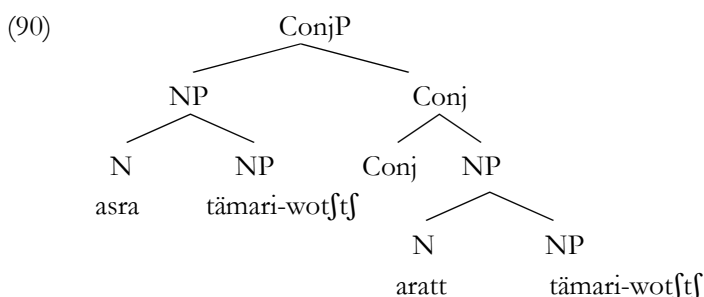 (90) ConjP
NP Conj
N NP Conj NP
asra tämari-wotʃtʃ
N NP
aratt tämari-wotʃtʃ